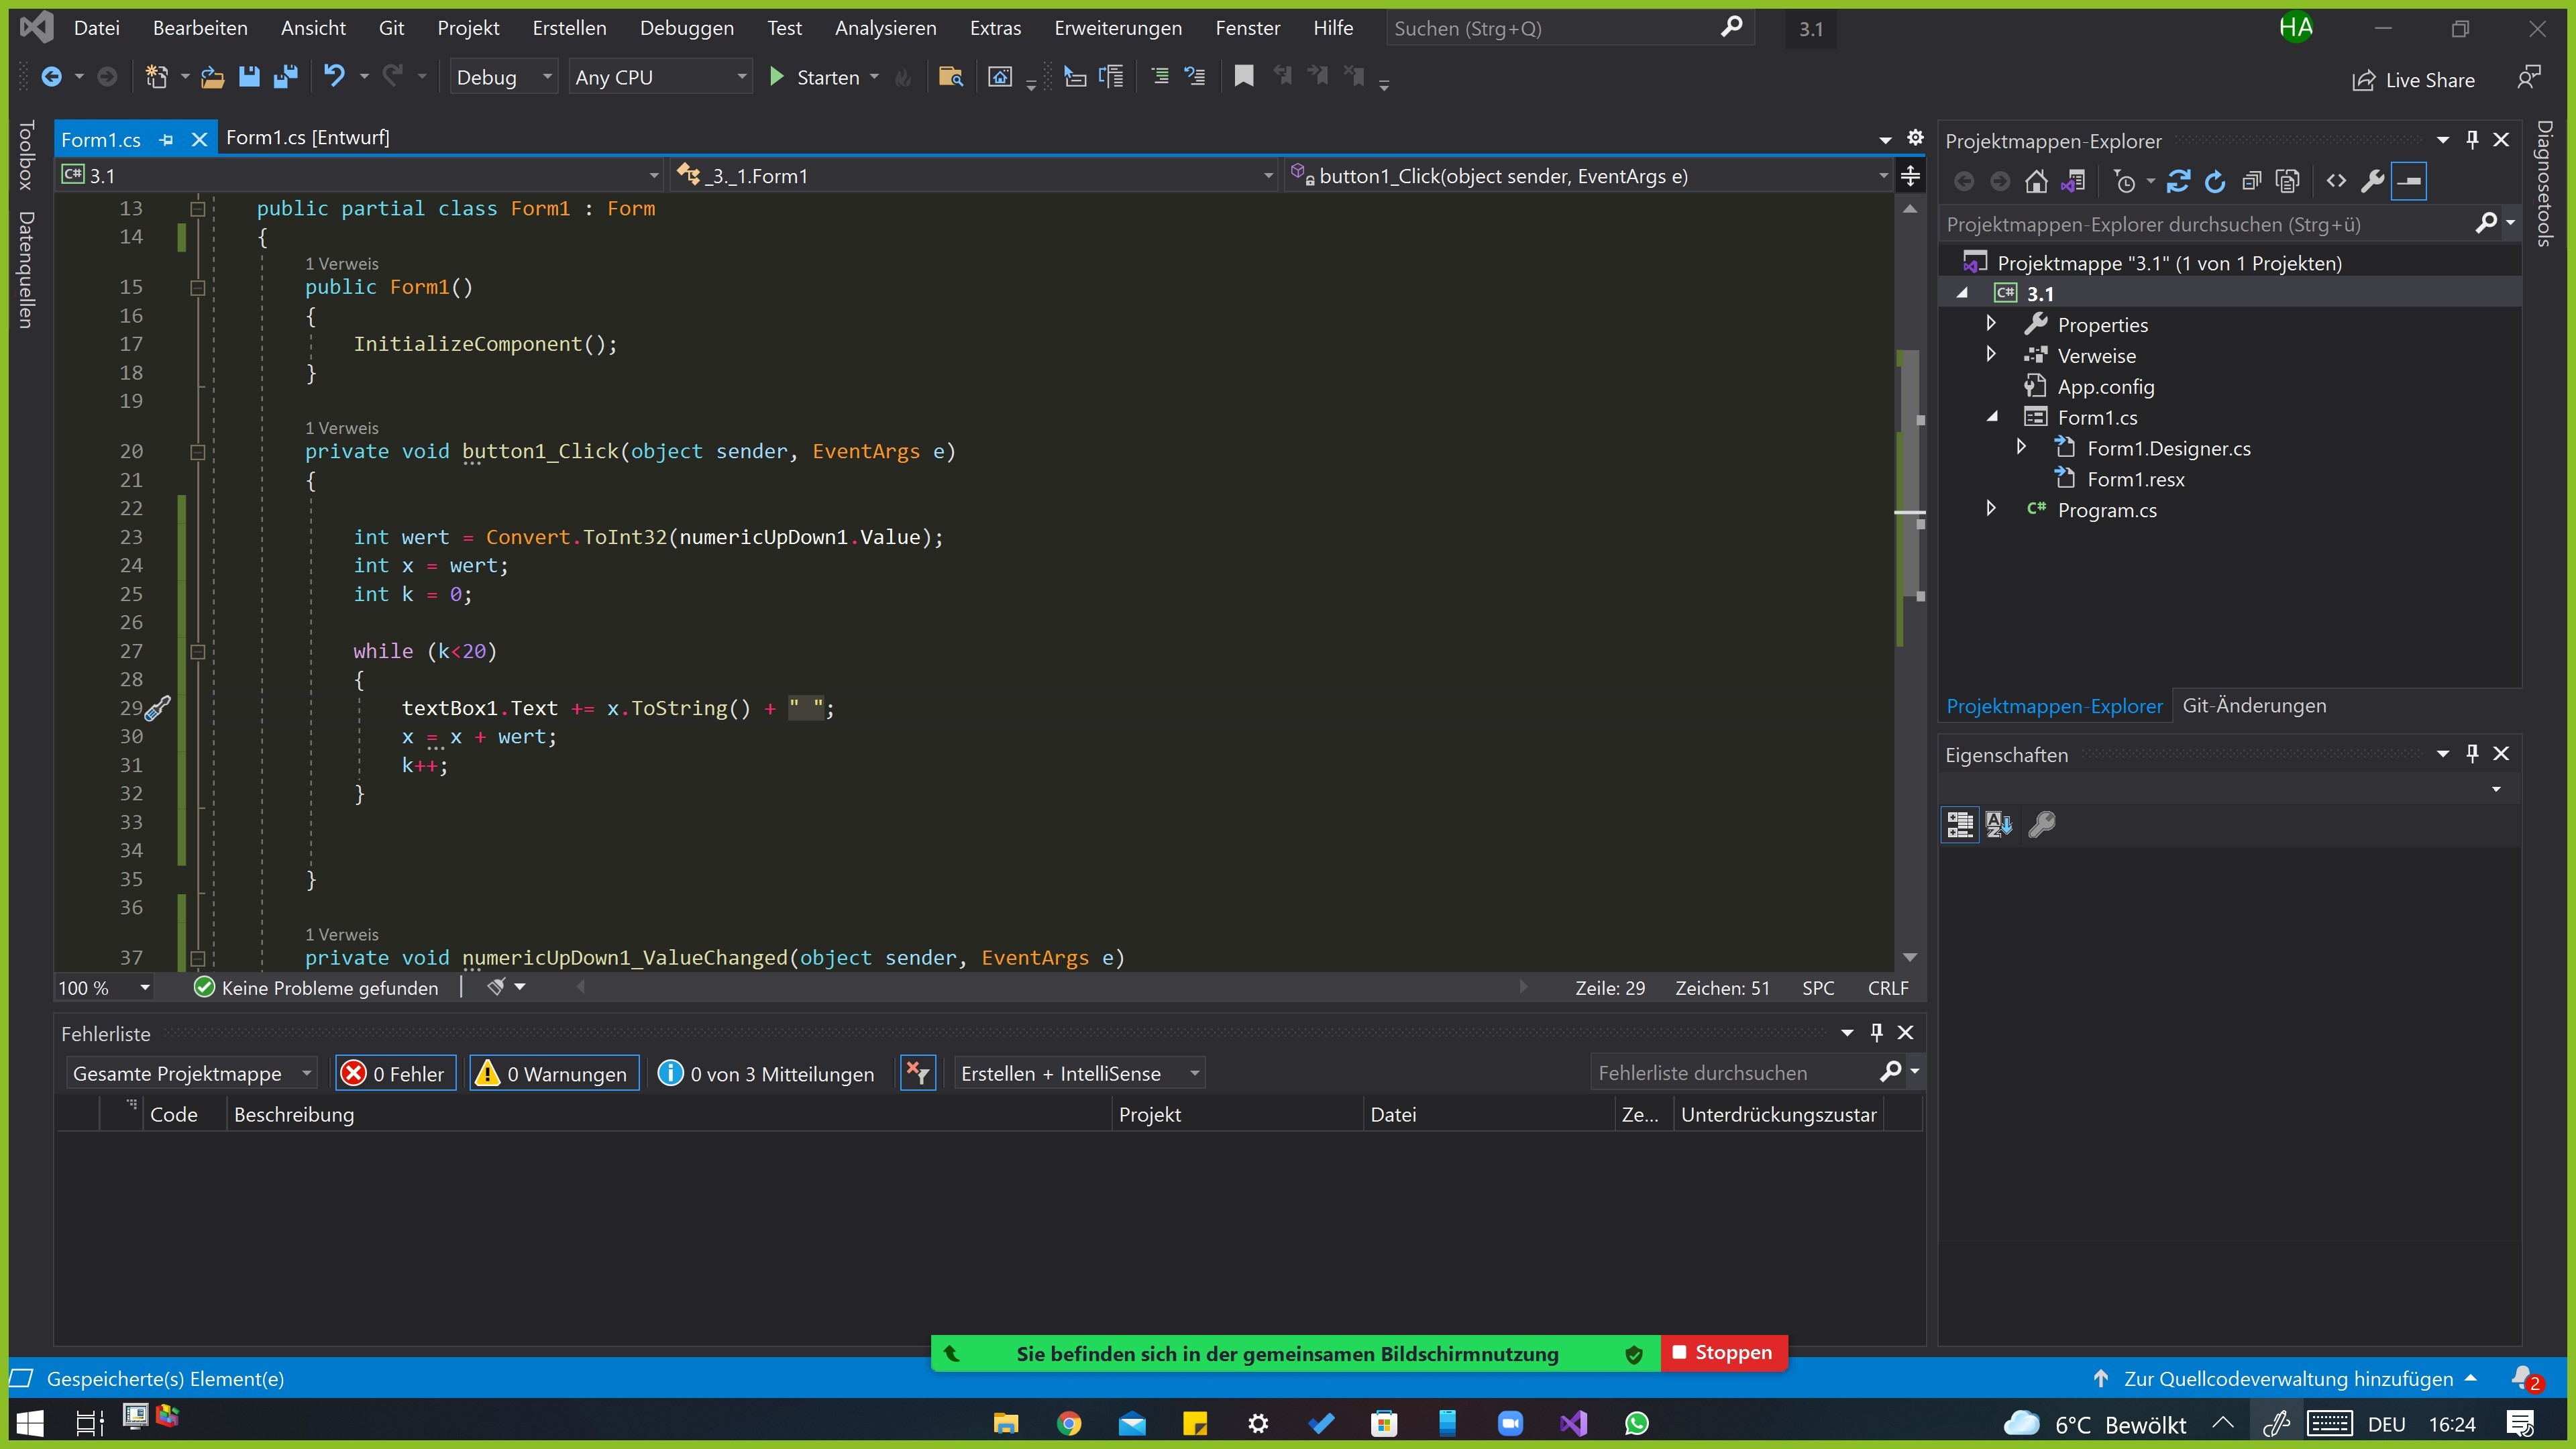 Datei Bearbeiten Ansicht Git Projekt Erstellen Debuggen Test Analysieren Extras Erweiterungen Fenster Hilfe Suchen (Strg+Q) 3.1 HA
Debug Any CPU Starten Live Share
Toolbox
Datenquellen
Form1.cs Form1.cs [Entwurf]
C# 3.1 _3._1.Form1 button1_Click(object sender, EventArgs e)
13 public partial class Form1 : Form
14 {
1 Verweis
15 public Form1()
16 {
17 InitializeComponent();
18 }
19
1 Verweis
20 private void button1_Click(object sender, EventArgs e)
21 {
22
23 int wert = Convert.ToInt32(numericUpDown1.Value);
24 int x = wert;
25 int k = 0;
26
27 while (k<20)
28 {
29 textBox1.Text += x.ToString() + " ";
30 x = x + wert;
31 k++;
32 }
33
34
35 }
36
1 Verweis
37 private void numericUpDown1_ValueChanged(object sender, EventArgs e)
100 % Keine Probleme gefunden Zeile: 29 Zeichen: 51 SPC CRLF
Fehlerliste
Gesamte Projektmappe 0 Fehler 0 Warnungen 0 von 3 Mitteilungen Erstellen + IntelliSense Fehlerliste durchsuchen
Code Beschreibung Projekt Datei Ze... Unterdrückungszustar
Projektmappen-Explorer
Projektmappen-Explorer durchsuchen (Strg+ü)
Projektmappe "3.1" (1 von 1 Projekten)
C# 3.1
Properties
Verweise
App.config
Form1.cs
Form1.Designer.cs
Form1.resx
C# Program.cs
Projektmappen-Explorer Git-Änderungen
Eigenschaften
Diagnosetools
Sie befinden sich in der gemeinsamen Bildschirmnutzung Stoppen
Gespeicherte(s) Element(e) Zur Quellcodeverwaltung hinzufügen 2
6°C Bewölkt DEU 16:24